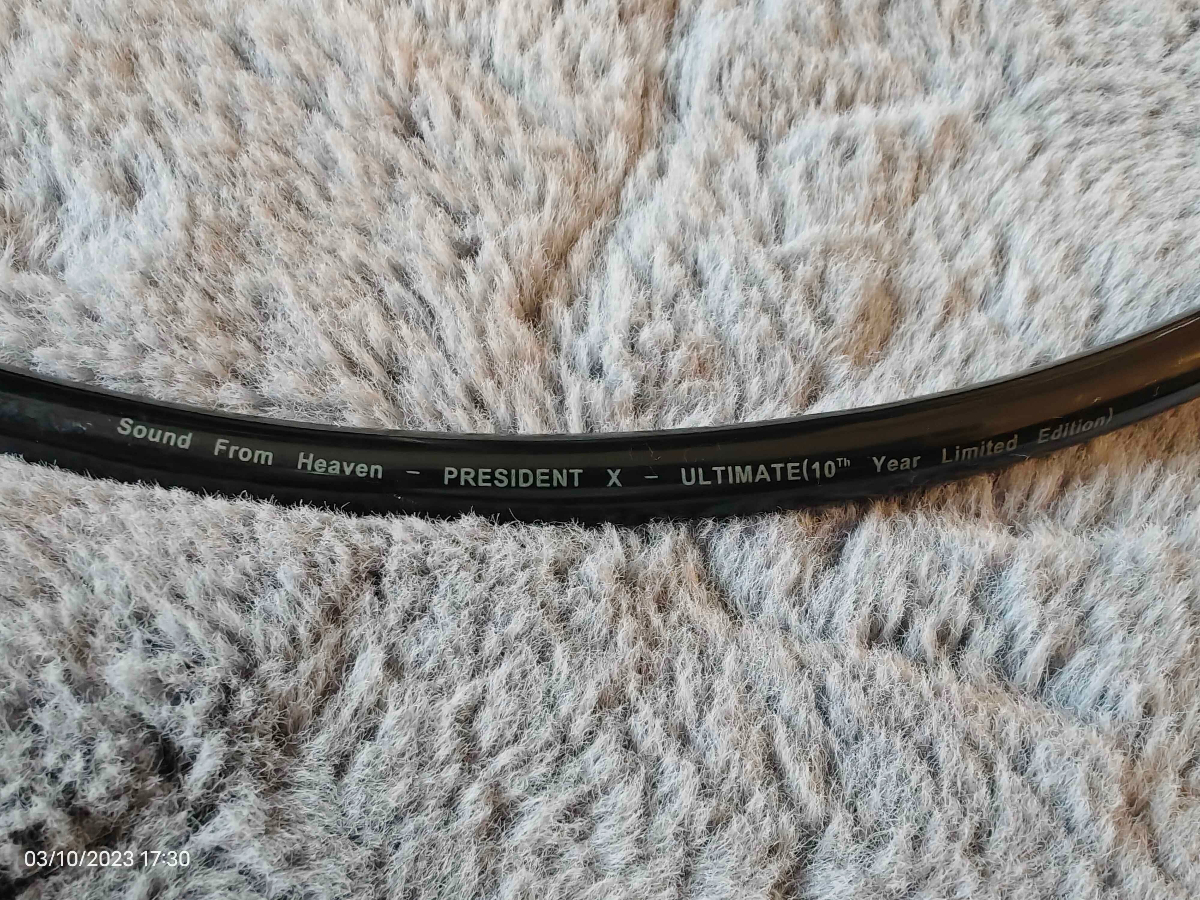 Sound From Heaven - PRESIDENT X - ULTIMATE(10Th Year Limited Edition)
03/10/2023 17:30